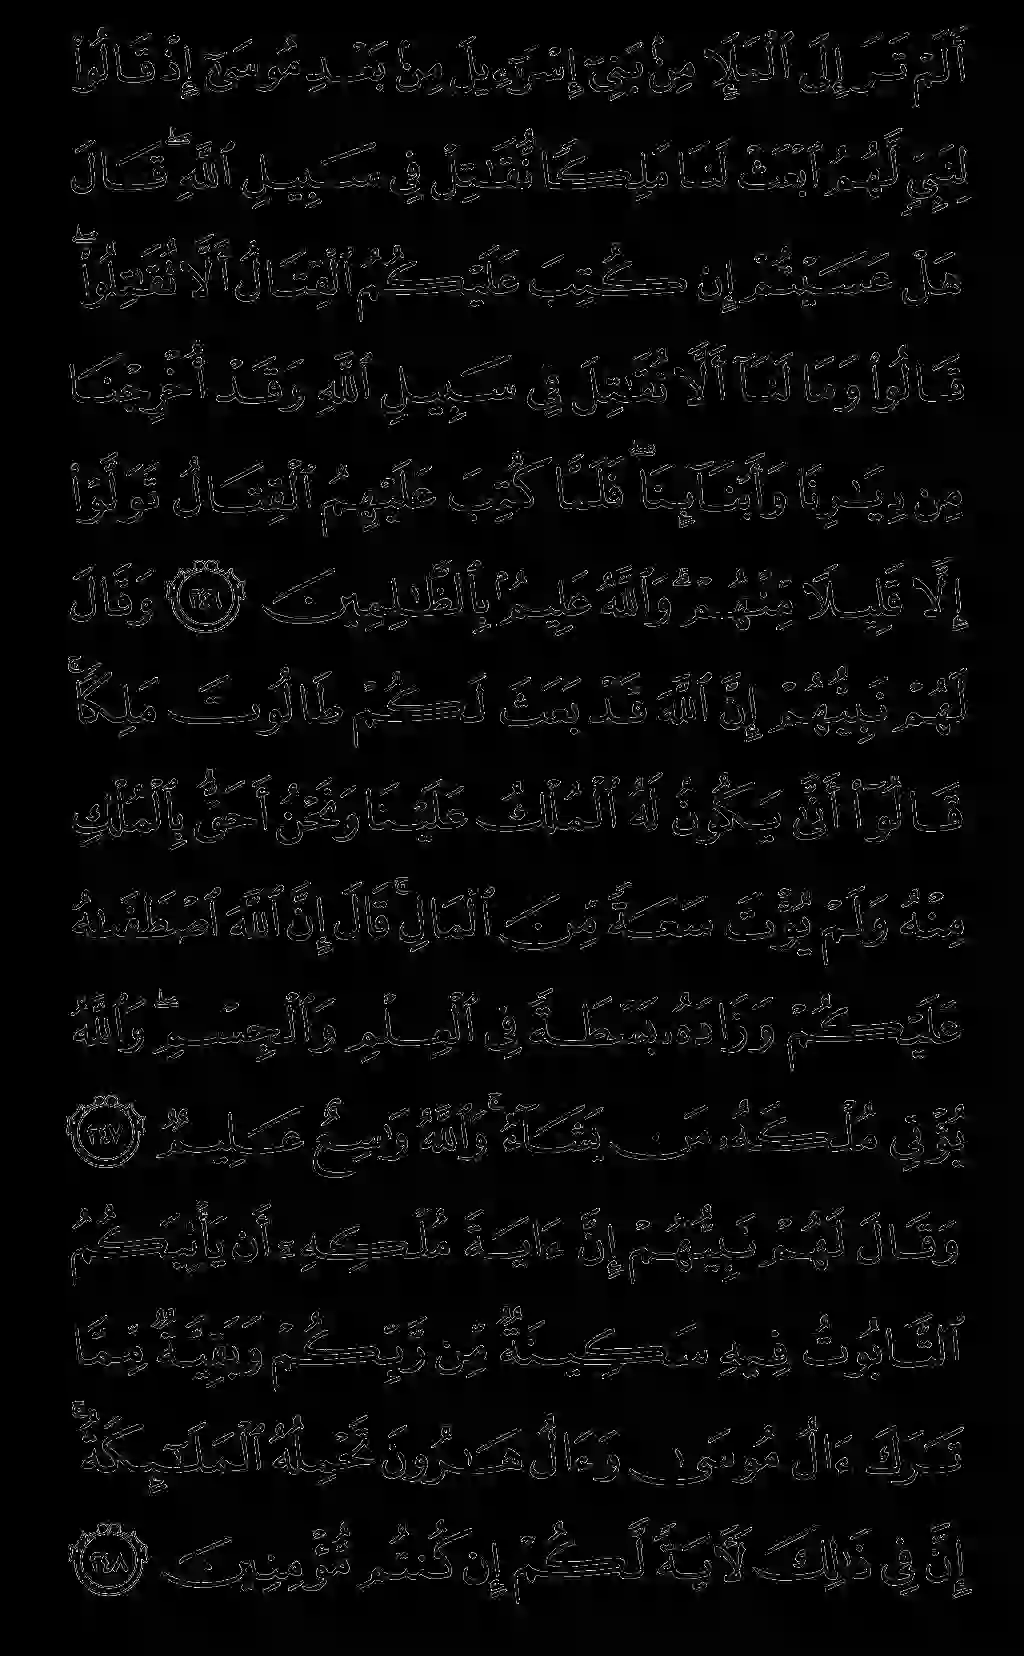 أَلَمْ تَرَ إِلَى ٱلْمَلَإِ مِنۢ بَنِىٓ إِسْرَٰٓءِيلَ مِنۢ بَعْدِ مُوسَىٰٓ إِذْ قَالُوا۟
لِنَبِىٍّ لَّهُمُ ٱبْعَثْ لَنَا مَلِكًا نُّقَٰتِلْ فِى سَبِيلِ ٱللَّهِ ۖ قَالَ
هَلْ عَسَيْتُمْ إِن كُتِبَ عَلَيْكُمُ ٱلْقِتَالُ أَلَّا تُقَٰتِلُوا۟ ۖ
قَالُوا۟ وَمَا لَنَآ أَلَّا نُقَٰتِلَ فِى سَبِيلِ ٱللَّهِ وَقَدْ أُخْرِجْنَا
مِن دِيَٰرِنَا وَأَبْنَآئِنَا ۖ فَلَمَّا كُتِبَ عَلَيْهِمُ ٱلْقِتَالُ تَوَلَّوْا۟
إِلَّا قَلِيلًا مِّنْهُمْ ۗ وَٱللَّهُ عَلِيمٌۢ بِٱلظَّٰلِمِينَ ٢٤٦ وَقَالَ
لَهُمْ نَبِيُّهُمْ إِنَّ ٱللَّهَ قَدْ بَعَثَ لَكُمْ طَالُوتَ مَلِكًا ۚ
قَالُوٓا۟ أَنَّىٰ يَكُونُ لَهُ ٱلْمُلْكُ عَلَيْنَا وَنَحْنُ أَحَقُّ بِٱلْمُلْكِ
مِنْهُ وَلَمْ يُؤْتَ سَعَةً مِّنَ ٱلْمَالِ ۚ قَالَ إِنَّ ٱللَّهَ ٱصْطَفَىٰهُ
عَلَيْكُمْ وَزَادَهُۥ بَسْطَةً فِى ٱلْعِلْمِ وَٱلْجِسْمِ ۖ وَٱللَّهُ
يُؤْتِى مُلْكَهُۥ مَن يَشَآءُ ۚ وَٱللَّهُ وَٰسِعٌ عَلِيمٌ ٢٤٧
وَقَالَ لَهُمْ نَبِيُّهُمْ إِنَّ ءَايَةَ مُلْكِهِۦٓ أَن يَأْتِيَكُمُ
ٱلتَّابُوتُ فِيهِ سَكِينَةٌ مِّن رَّبِّكُمْ وَبَقِيَّةٌ مِّمَّا
تَرَكَ ءَالُ مُوسَىٰ وَءَالُ هَٰرُونَ تَحْمِلُهُ ٱلْمَلَٰٓئِكَةُ ۚ
إِنَّ فِى ذَٰلِكَ لَءَايَةً لَّكُمْ إِن كُنتُم مُّؤْمِنِينَ ٢٤٨